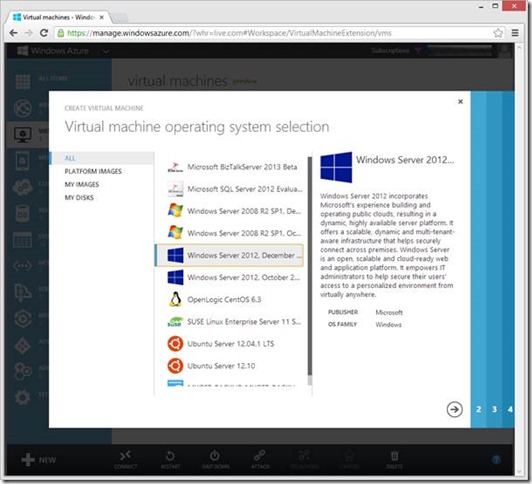 Virtual machines - Windo
https://manage.windowsazure.com/?whr=live.com#Workspace/VirtualMachineExtension/vms
Windows Azure
Subscriptions
ALL ITEMS
virtual machines preview
CREATE VIRTUAL MACHINE
Virtual machine operating system selection
ALL
PLATFORM IMAGES
MY IMAGES
MY DISKS
Microsoft BizTalkServer 2013 Beta
Microsoft SQL Server 2012 Evalua...
Windows Server 2008 R2 SP1, De...
Windows Server 2008 R2 SP1, Oc...
Windows Server 2012, December ...
Windows Server 2012, October 2...
OpenLogic CentOS 6.3
SUSE Linux Enterprise Server 11 S...
Ubuntu Server 12.04.1 LTS
Ubuntu Server 12.10
Windows Server 2012...
Windows Server 2012 incorporates
Microsoft's experience building and
operating public clouds, resulting in a
dynamic, highly available server platform. It
offers a scalable, dynamic and multi-tenant-
aware infrastructure that helps securely
connect across premises. Windows Server
is an open, scalable and cloud-ready web
and application platform. It empowers IT
administrators to help secure their users'
access to a personalized environment from
virtually anywhere.
PUBLISHER Microsoft
OS FAMILY Windows
2 3 4
NEW
CONNECT
RESTART
SHUT DOWN
ATTACH
DELETE